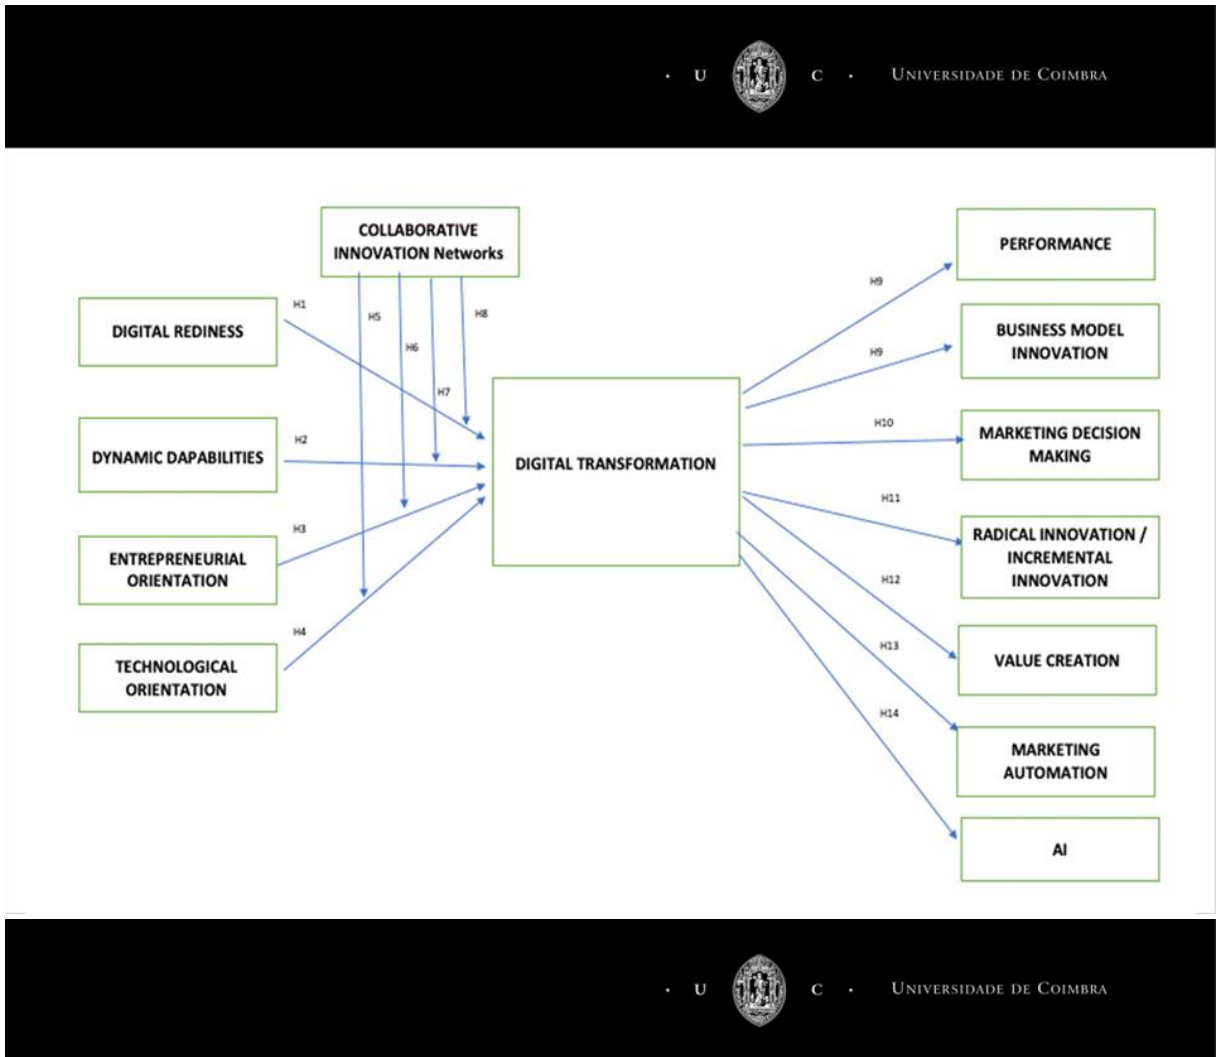 · U C · UNIVERSIDADE DE COIMBRA
COLLABORATIVE
INNOVATION Networks
PERFORMANCE
H9
H1
H5
H8
DIGITAL REDINESS
BUSINESS MODEL
INNOVATION
H6
H9
H7
H10
MARKETING DECISION
MAKING
H2
DYNAMIC DAPABILITIES
DIGITAL TRANSFORMATION
H11
H3
RADICAL INNOVATION /
INCREMENTAL
INNOVATION
ENTREPRENEURIAL
ORIENTATION
H12
H4
H13
VALUE CREATION
TECHNOLOGICAL
ORIENTATION
H14
MARKETING
AUTOMATION
AI
· U C · UNIVERSIDADE DE COIMBRA